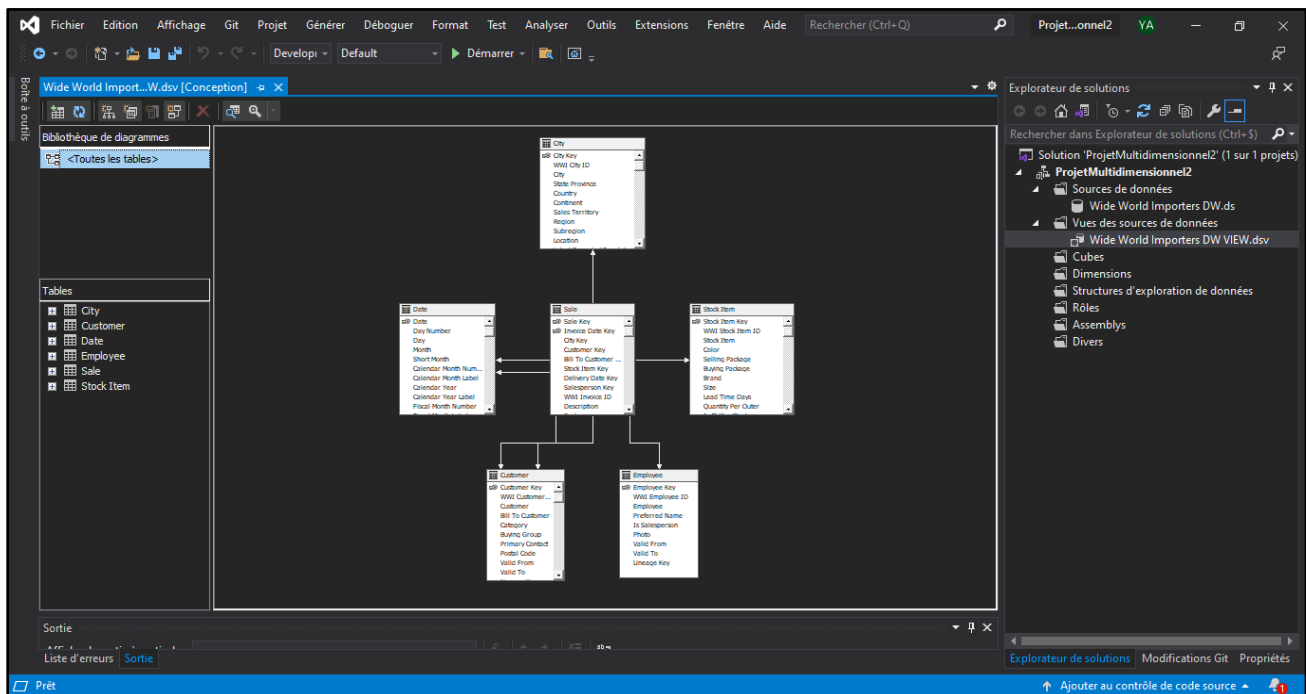 Fichier Edition Affichage Git Projet Générer Déboguer Format Test Analyser Outils Extensions Fenêtre Aide Rechercher (Ctrl+Q) Projet...onnel2 YA
Develop Default Démarrer
Boîte à outils
Wide World Import...W.dsv [Conception]
Bibliothèque de diagrammes
<Toutes les tables>
Tables
City
Customer
Date
Employee
Sale
Stock Item
City
City Key
WWI City ID
City
State Province
Country
Continent
Sales Territory
Region
Subregion
Location
Date
Date
Day Number
Day
Month
Short Month
Calendar Month Num...
Calendar Month Label
Calendar Year
Calendar Year Label
Fiscal Month Number
Sale
Sale Key
Invoice Date Key
City Key
Customer Key
Bill To Customer ...
Stock Item Key
Delivery Date Key
Salesperson Key
WWI Invoice ID
Description
Stock Item
Stock Item Key
WWI Stock Item ID
Stock Item
Color
Selling Package
Buying Package
Brand
Size
Lead Time Days
Quantity Per Outer
Customer
Customer Key
WWI Customer...
Customer
Bill To Customer
Category
Buying Group
Primary Contact
Postal Code
Valid From
Valid To
Employee
Employee Key
WWI Employee ID
Employee
Preferred Name
Is Salesperson
Photo
Valid From
Valid To
Lineage Key
Explorateur de solutions
Rechercher dans Explorateur de solutions (Ctrl+$)
Solution 'ProjetMultidimensionnel2' (1 sur 1 projets)
ProjetMultidimensionnel2
Sources de données
Wide World Importers DW.ds
Vues des sources de données
Wide World Importers DW VIEW.dsv
Cubes
Dimensions
Structures d'exploration de données
Rôles
Assemblys
Divers
Sortie
Liste d'erreurs Sortie
Explorateur de solutions Modifications Git Propriétés
Prêt
Ajouter au contrôle de code source
1